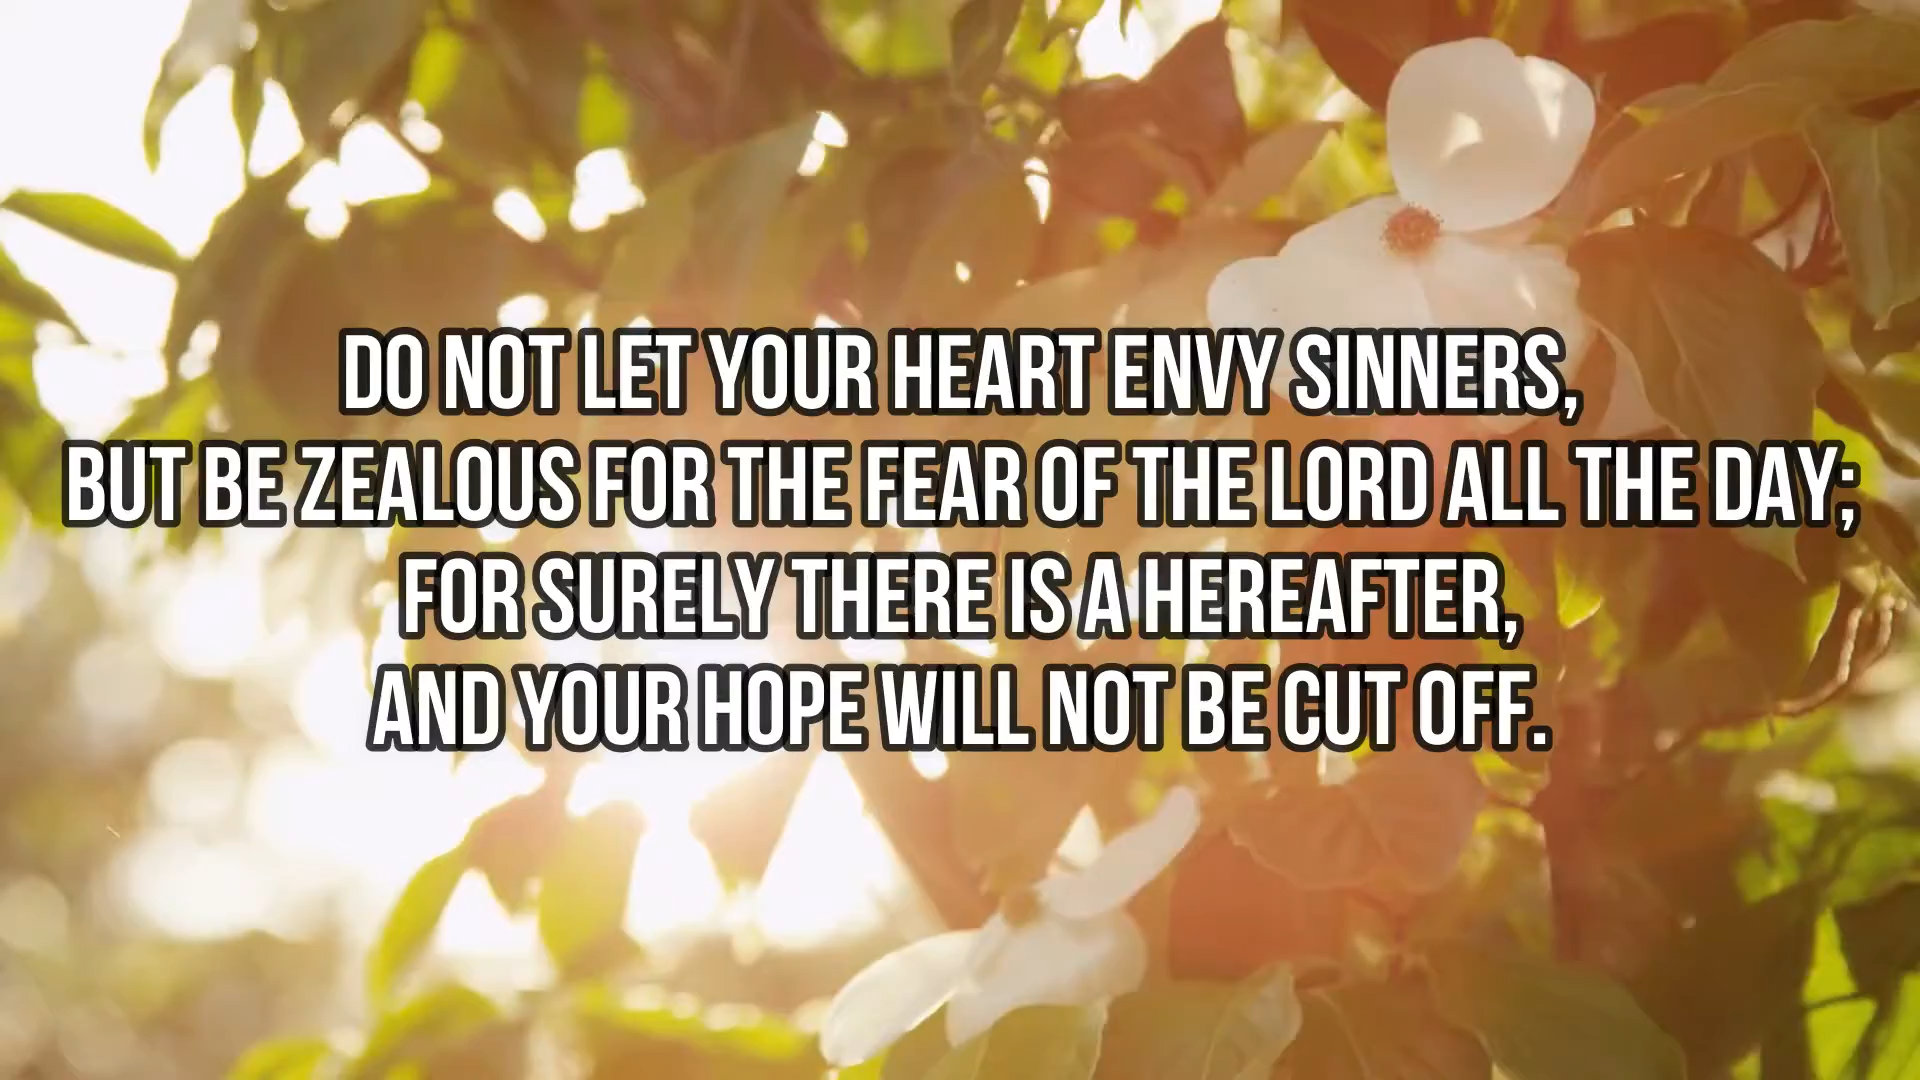 DO NOT LET YOUR HEART ENVY SINNERS,
BUT BE ZEALOUS FOR THE FEAR OF THE LORD ALL THE DAY;
FOR SURELY THERE IS A HEREAFTER,
AND YOUR HOPE WILL NOT BE CUT OFF.